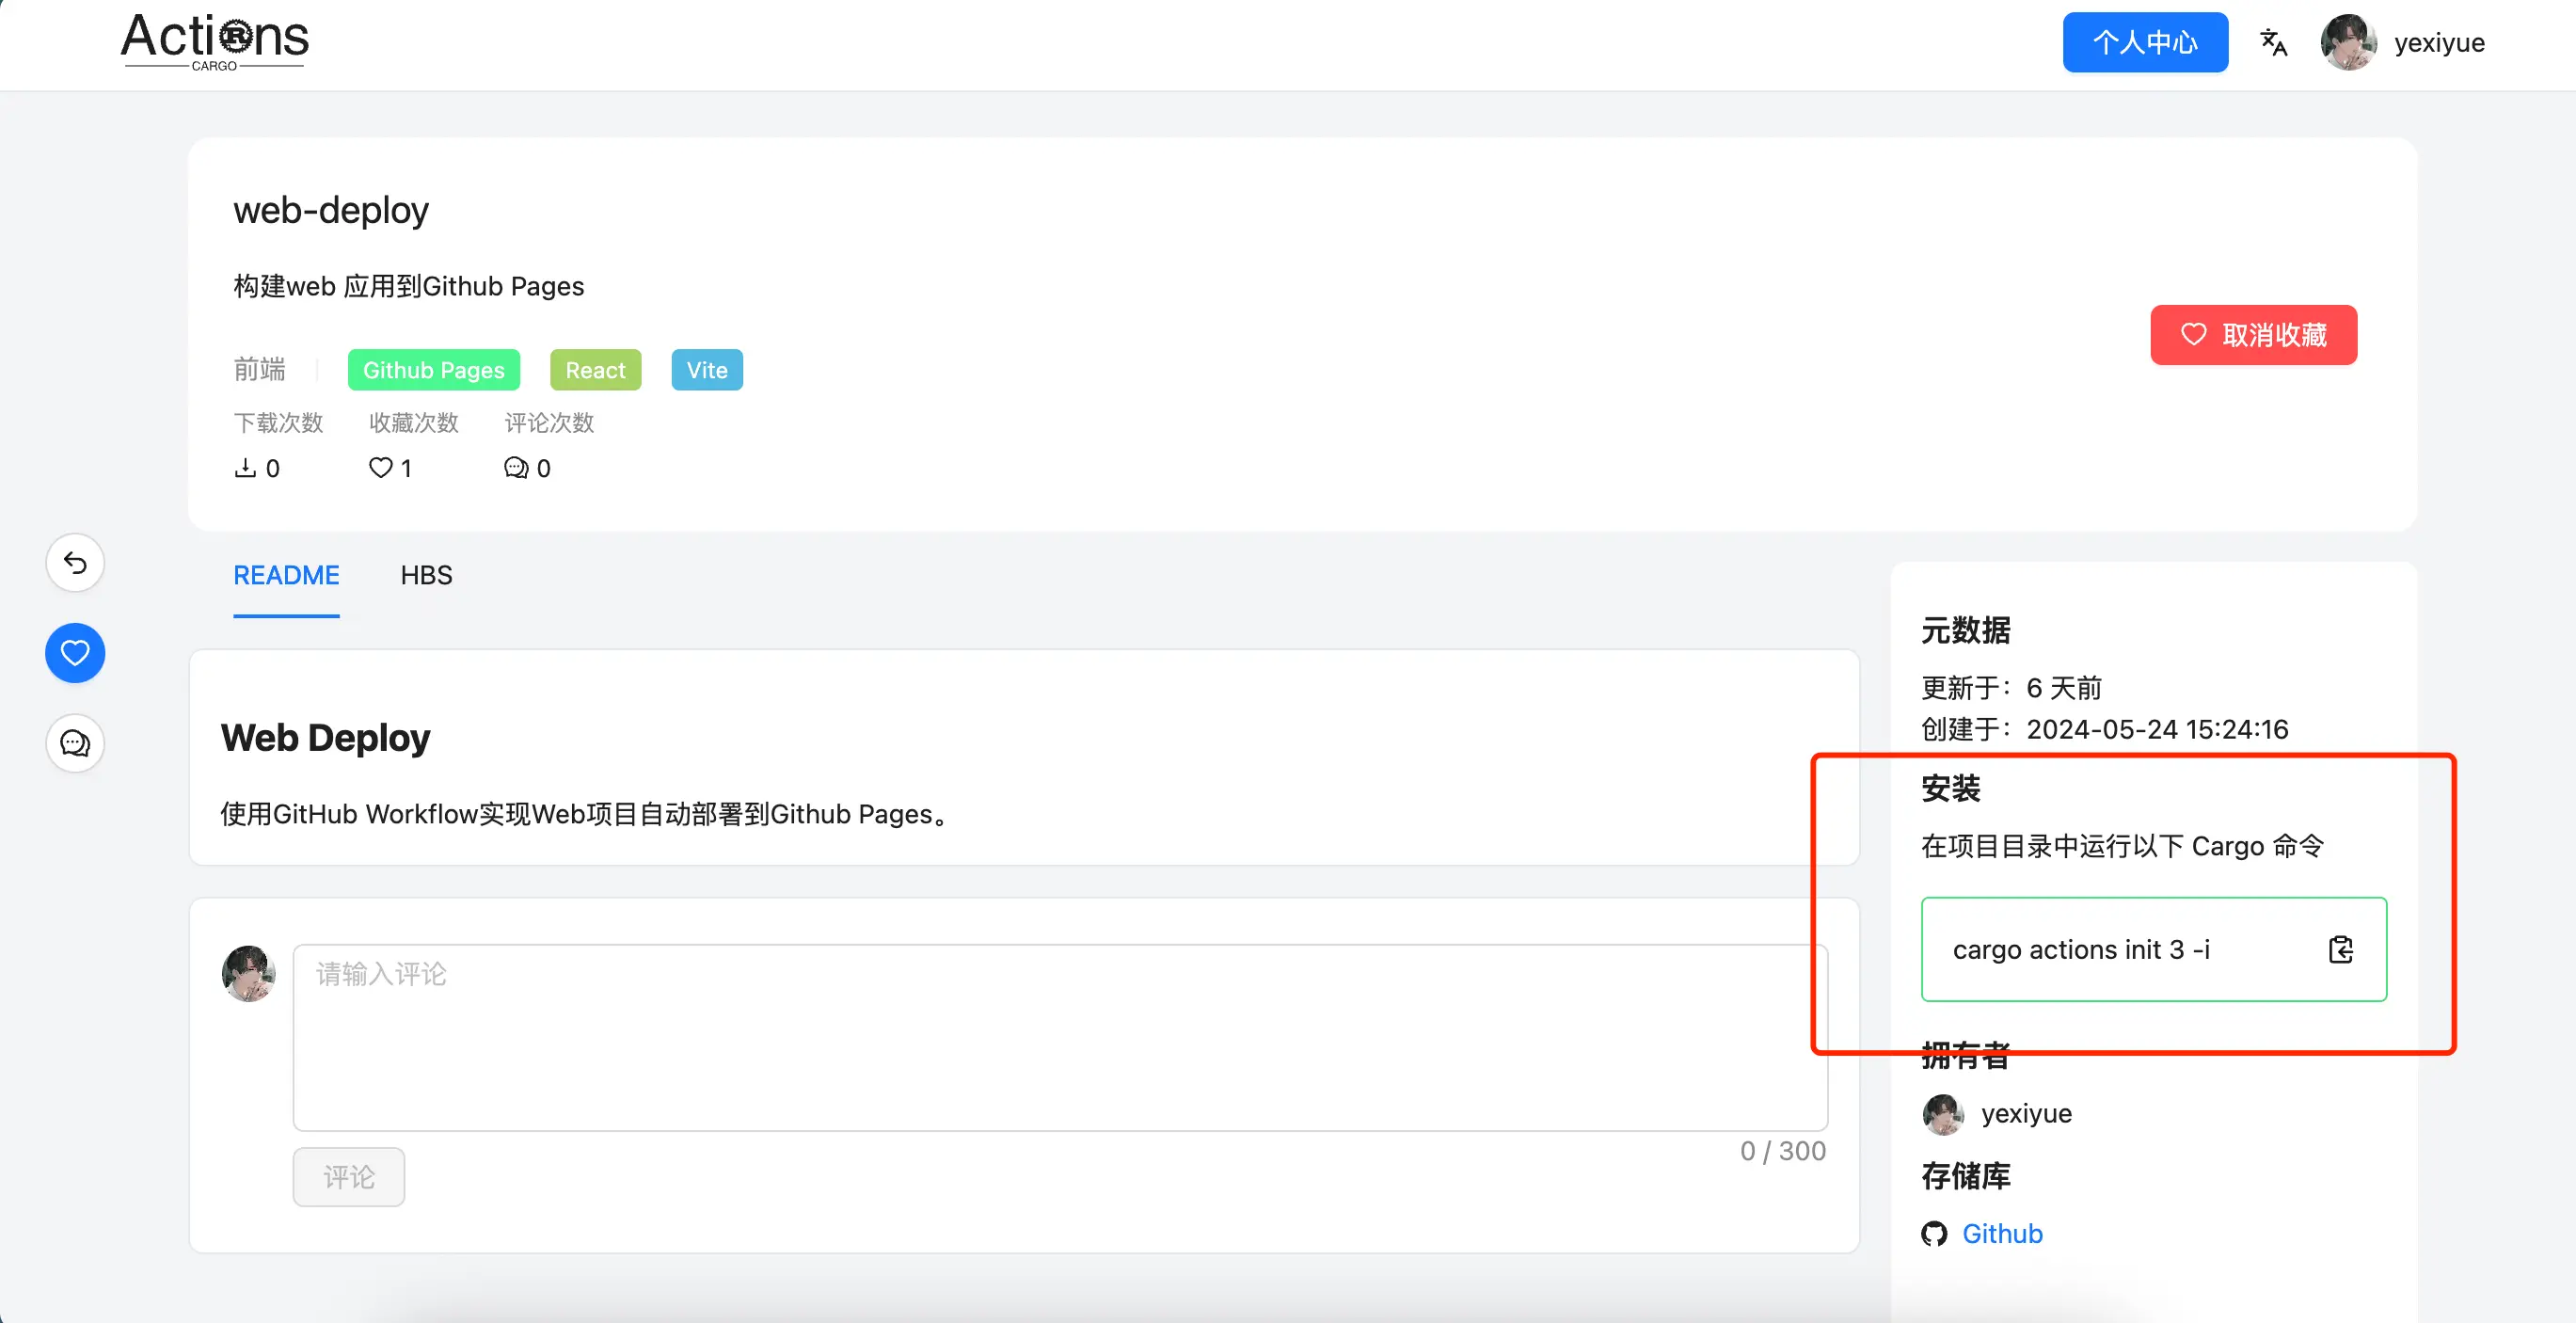 Actions
CARGO
个人中心
yexiyue
web-deploy
构建web 应用到Github Pages
取消收藏
前端
Github Pages
React
Vite
下载次数 收藏次数 评论次数
0 1 0
README HBS
Web Deploy
使用GitHub Workflow实现Web项目自动部署到Github Pages。
请输入评论
0 / 300
评论
元数据
更新于：6 天前
创建于：2024-05-24 15:24:16
安装
在项目目录中运行以下 Cargo 命令
cargo actions init 3 -i
拥有者
yexiyue
存储库
Github